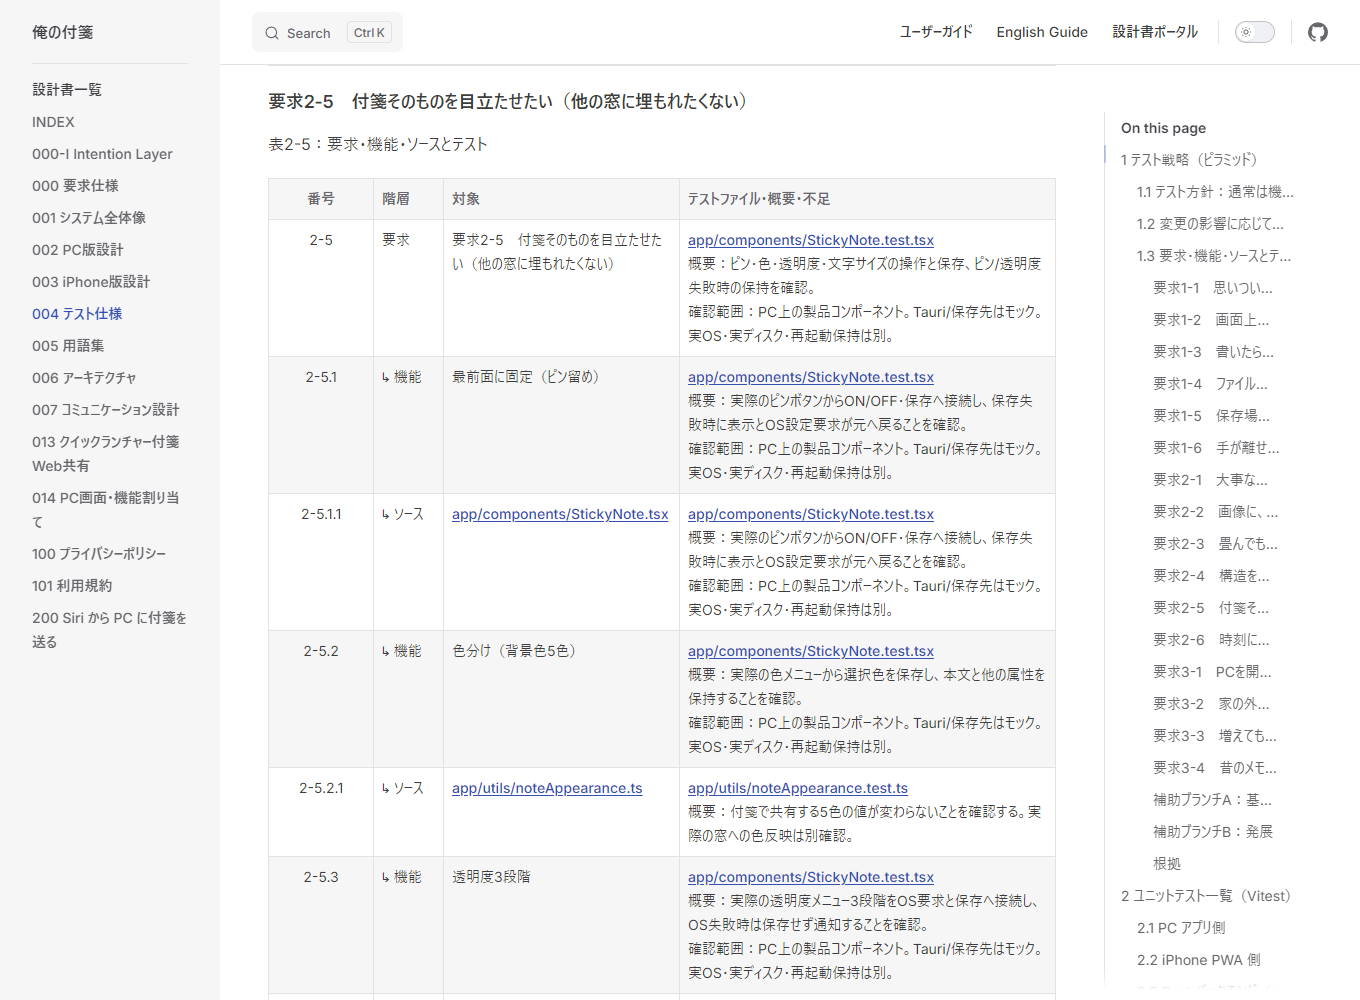 俺の付箋
Search Ctrl K
ユーザーガイド English Guide 設計書ポータル
設計書一覧
INDEX
000-I Intention Layer
000 要求仕様
001 システム全体像
002 PC版設計
003 iPhone版設計
004 テスト仕様
005 用語集
006 アーキテクチャ
007 コミュニケーション設計
013 クイックランチャー付箋
Web共有
014 PC画面・機能割り当
て
100 プライバシーポリシー
101 利用規約
200 Siri から PC に付箋を
送る
要求2-5　付箋そのものを目立たせたい（他の窓に埋もれたくない）
表2-5：要求・機能・ソースとテスト
番号 階層 対象 テストファイル・概要・不足
2-5 要求 要求2-5　付箋そのものを目立たせた
い（他の窓に埋もれたくない）
app/components/StickyNote.test.tsx
概要：ピン・色・透明度・文字サイズの操作と保存、ピン/透明度
失敗時の保持を確認。
確認範囲：PC上の製品コンポーネント。Tauri/保存先はモック。
実OS・実ディスク・再起動保持は別。
2-5.1 ↳ 機能 最前面に固定（ピン留め）
app/components/StickyNote.test.tsx
概要：実際のピンボタンからON/OFF・保存へ接続し、保存失
敗時に表示とOS設定要求が元へ戻ることを確認。
確認範囲：PC上の製品コンポーネント。Tauri/保存先はモック。
実OS・実ディスク・再起動保持は別。
2-5.1.1 ↳ ソース app/components/StickyNote.tsx
app/components/StickyNote.test.tsx
概要：実際のピンボタンからON/OFF・保存へ接続し、保存失
敗時に表示とOS設定要求が元へ戻ることを確認。
確認範囲：PC上の製品コンポーネント。Tauri/保存先はモック。
実OS・実ディスク・再起動保持は別。
2-5.2 ↳ 機能 色分け（背景色5色）
app/components/StickyNote.test.tsx
概要：実際の色メニューから選択色を保存し、本文と他の属性を
保持することを確認。
確認範囲：PC上の製品コンポーネント。Tauri/保存先はモック。
実OS・実ディスク・再起動保持は別。
2-5.2.1 ↳ ソース app/utils/noteAppearance.ts
app/utils/noteAppearance.test.ts
概要：付箋で共有する5色の値が変わらないことを確認する。実
際の窓への色反映は別確認。
2-5.3 ↳ 機能 透明度3段階
app/components/StickyNote.test.tsx
概要：実際の透明度メニュー3段階をOS要求と保存へ接続し、
OS失敗時は保存せず通知することを確認。
確認範囲：PC上の製品コンポーネント。Tauri/保存先はモック。
実OS・実ディスク・再起動保持は別。
On this page
1 テスト戦略（ピラミッド）
1.1 テスト方針：通常は機...
1.2 変更の影響に応じて...
1.3 要求・機能・ソースとテ...
要求1-1　思いつい...
要求1-2　画面上...
要求1-3　書いたら...
要求1-4　ファイル...
要求1-5　保存場...
要求1-6　手が離せ...
要求2-1　大事な...
要求2-2　画像に、...
要求2-3　畳んでも...
要求2-4　構造を...
要求2-5　付箋そ...
要求2-6　時刻に...
要求3-1　PCを開...
要求3-2　家の外...
要求3-3　増えても...
要求3-4　昔のメモ...
補助ブランチA：基...
補助ブランチB：発展
根拠
2 ユニットテスト一覧（Vitest）
2.1 PC アプリ側
2.2 iPhone PWA 側